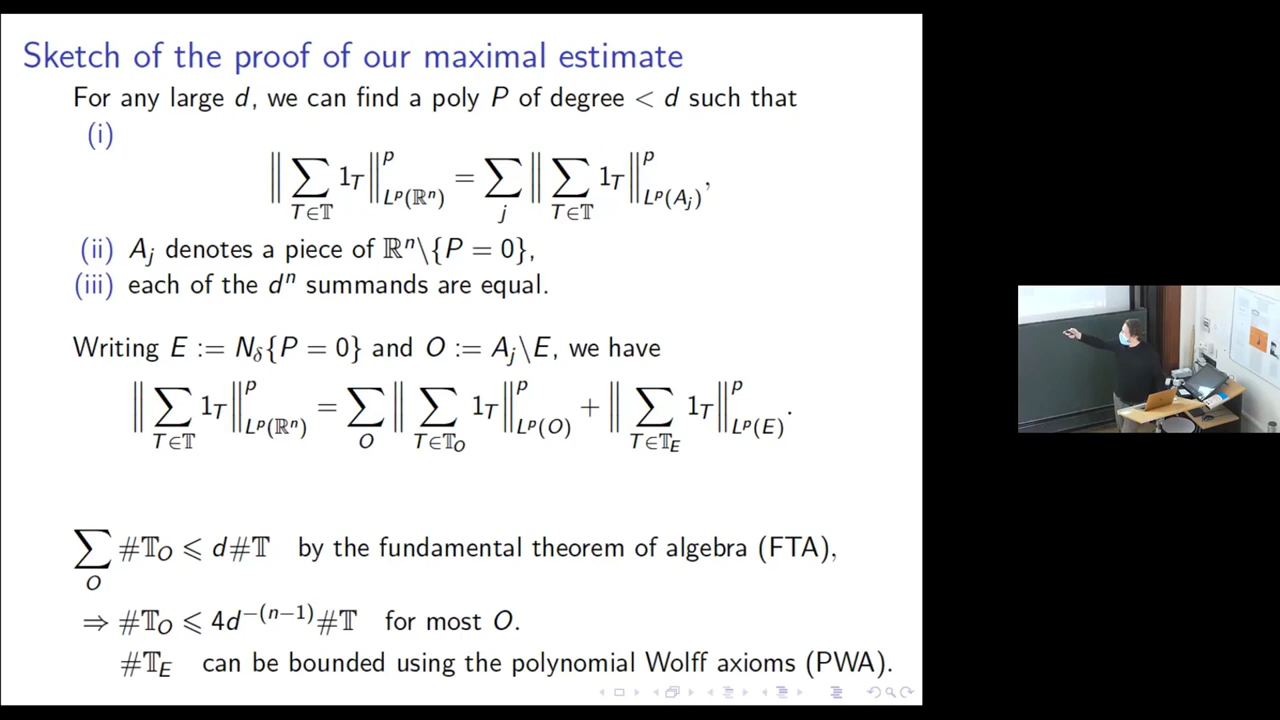 Sketch of the proof of our maximal estimate
For any large d, we can find a poly P of degree < d such that
(i)
‖ ∑_{T∈𝕋} 1_T ‖^p_{L^p(ℝ^n)} = ∑_j ‖ ∑_{T∈𝕋} 1_T ‖^p_{L^p(A_j)},
(ii) A_j denotes a piece of ℝ^n\{P = 0},
(iii) each of the d^n summands are equal.
Writing E := N_δ{P = 0} and O := A_j\E, we have
‖ ∑_{T∈𝕋} 1_T ‖^p_{L^p(ℝ^n)} = ∑_O ‖ ∑_{T∈𝕋_O} 1_T ‖^p_{L^p(O)} + ‖ ∑_{T∈𝕋_E} 1_T ‖^p_{L^p(E)}.
∑_O #𝕋_O ⩽ d#𝕋 by the fundamental theorem of algebra (FTA),
⇒ #𝕋_O ⩽ 4d^{−(n−1)}#𝕋 for most O.
#𝕋_E can be bounded using the polynomial Wolff axioms (PWA).